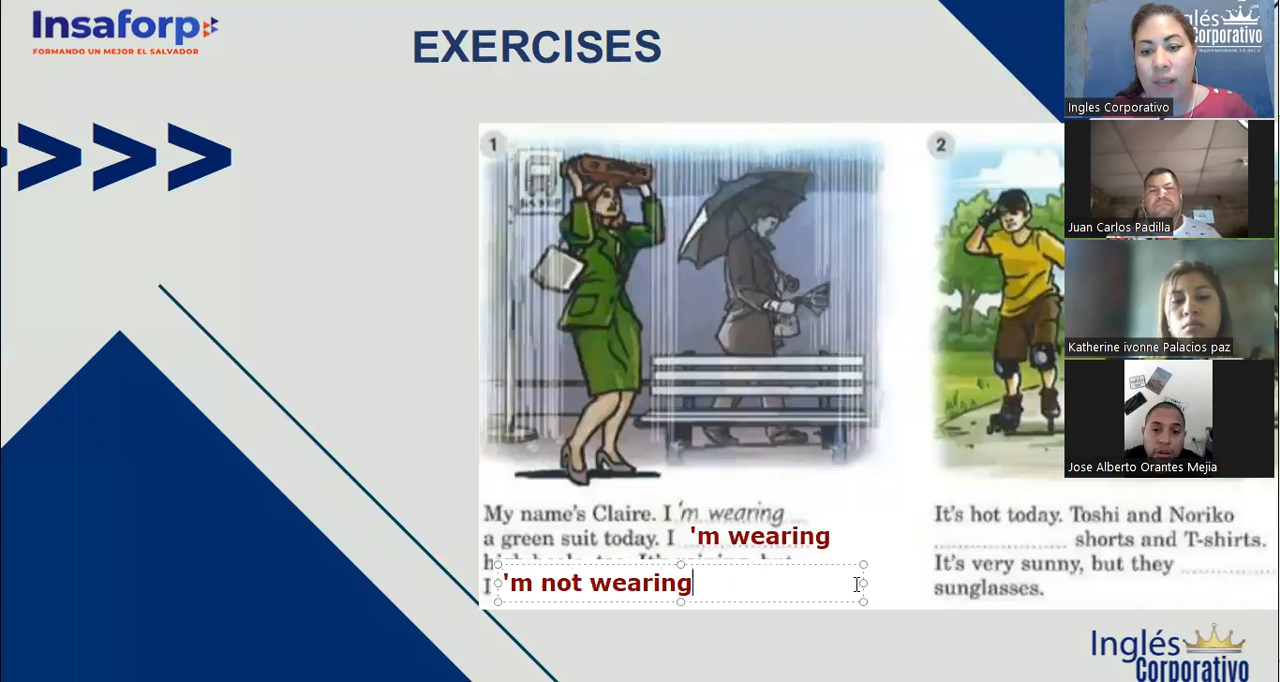 Insaforp
FORMANDO UN MEJOR EL SALVADOR
EXERCISES
1
2
My name's Claire. I 'm wearing
a green suit today. I 'm wearing
I 'm not wearing
It's hot today. Toshi and Noriko
shorts and T-shirts.
It's very sunny, but they
sunglasses.
Inglés
Corporativo
glés
Corporativo
Ingles Corporativo
Juan Carlos Padilla
Katherine ivonne Palacios paz
Jose Alberto Orantes Mejia